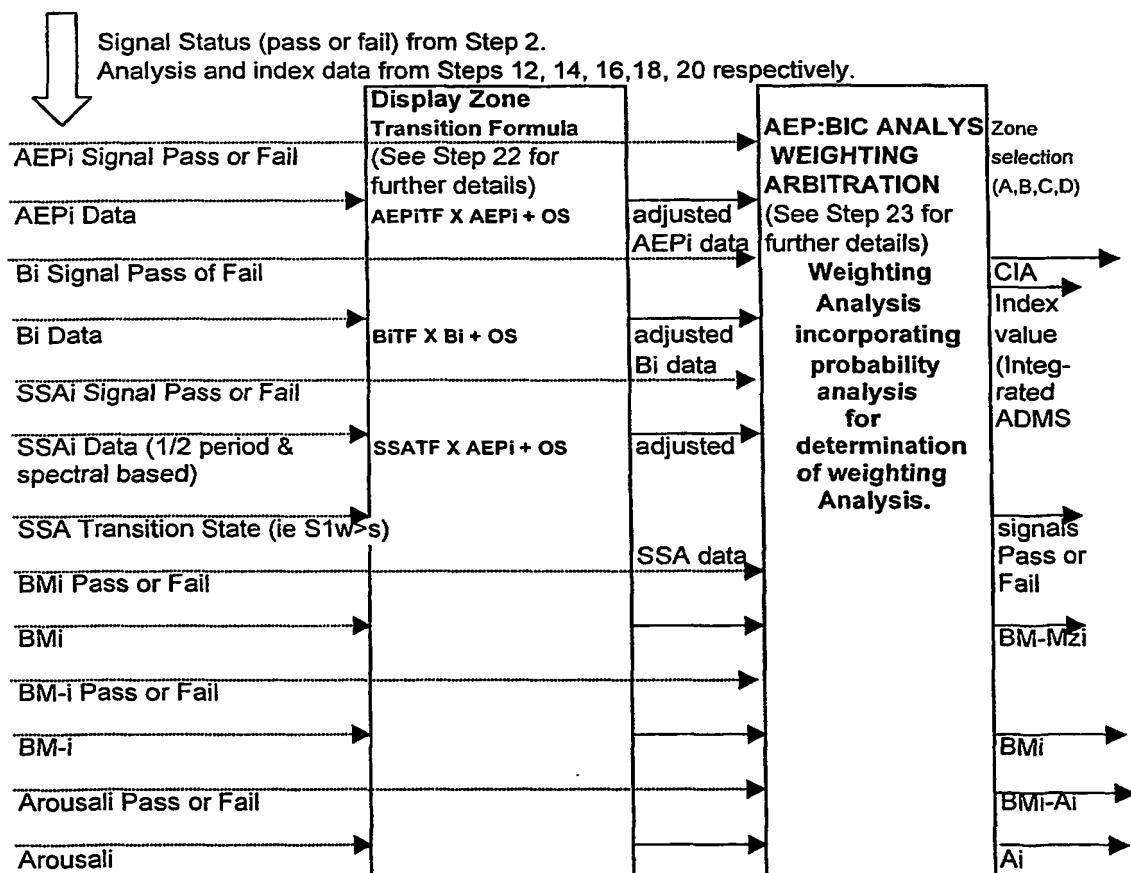 Signal Status (pass or fail) from Step 2.
Analysis and index data from Steps 12, 14, 16,18, 20 respectively.
Display Zone
Transition Formula
(See Step 22 for
further details)
AEPiTF X AEPi + OS
BiTF X Bi + OS
SSATF X AEPi + OS
AEPi Signal Pass or Fail
AEPi Data
Bi Signal Pass of Fail
Bi Data
SSAi Signal Pass or Fail
SSAi Data (1/2 period &
spectral based)
SSA Transition State (ie S1w>s)
BMi Pass or Fail
BMi
BM-i Pass or Fail
BM-i
Arousali Pass or Fail
Arousali
adjusted
AEPi data
adjusted
Bi data
adjusted
SSA data
AEP:BIC ANALYS
WEIGHTING
ARBITRATION
(See Step 23 for
further details)
Weighting
Analysis
incorporating
probability
analysis
for
determination
of weighting
Analysis.
Zone
selection
(A,B,C,D)
CIA
Index
value
(Integ-
rated
ADMS
signals
Pass or
Fail
BM-Mzi
BMi
BMi-Ai
Ai